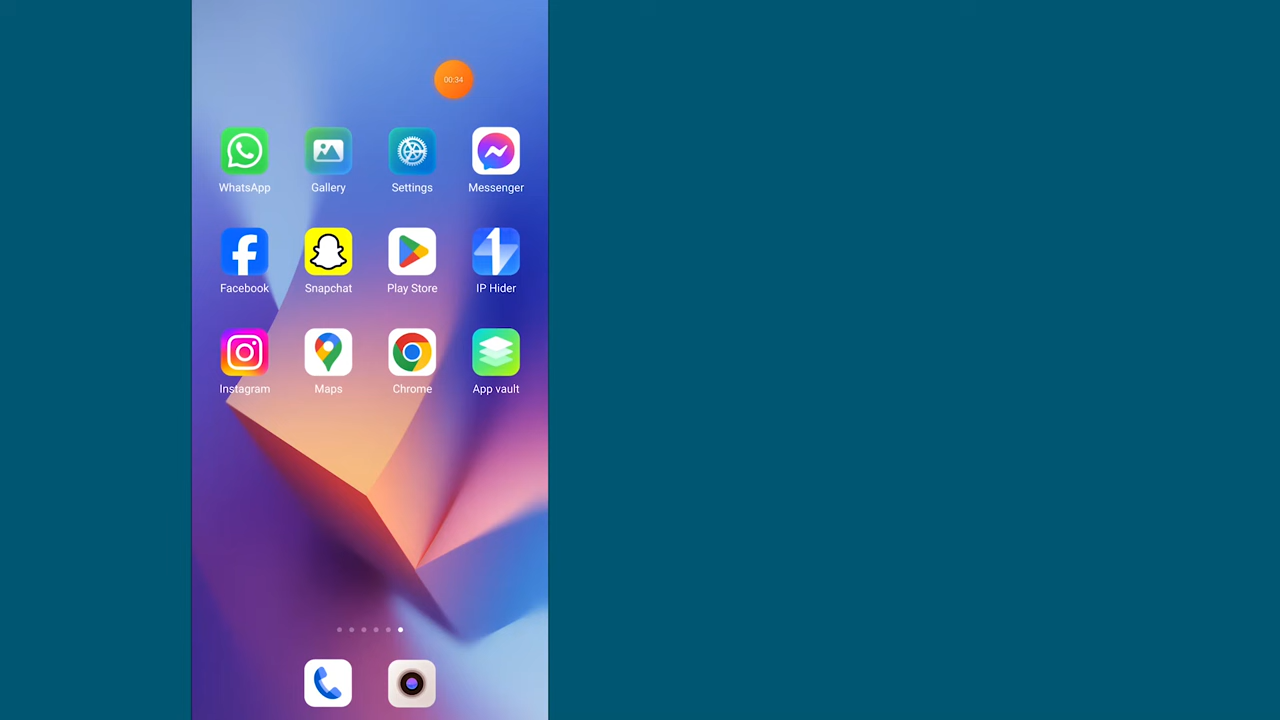 00:34
WhatsApp Gallery Settings Messenger
Facebook Snapchat Play Store IP Hider
Instagram Maps Chrome App vault